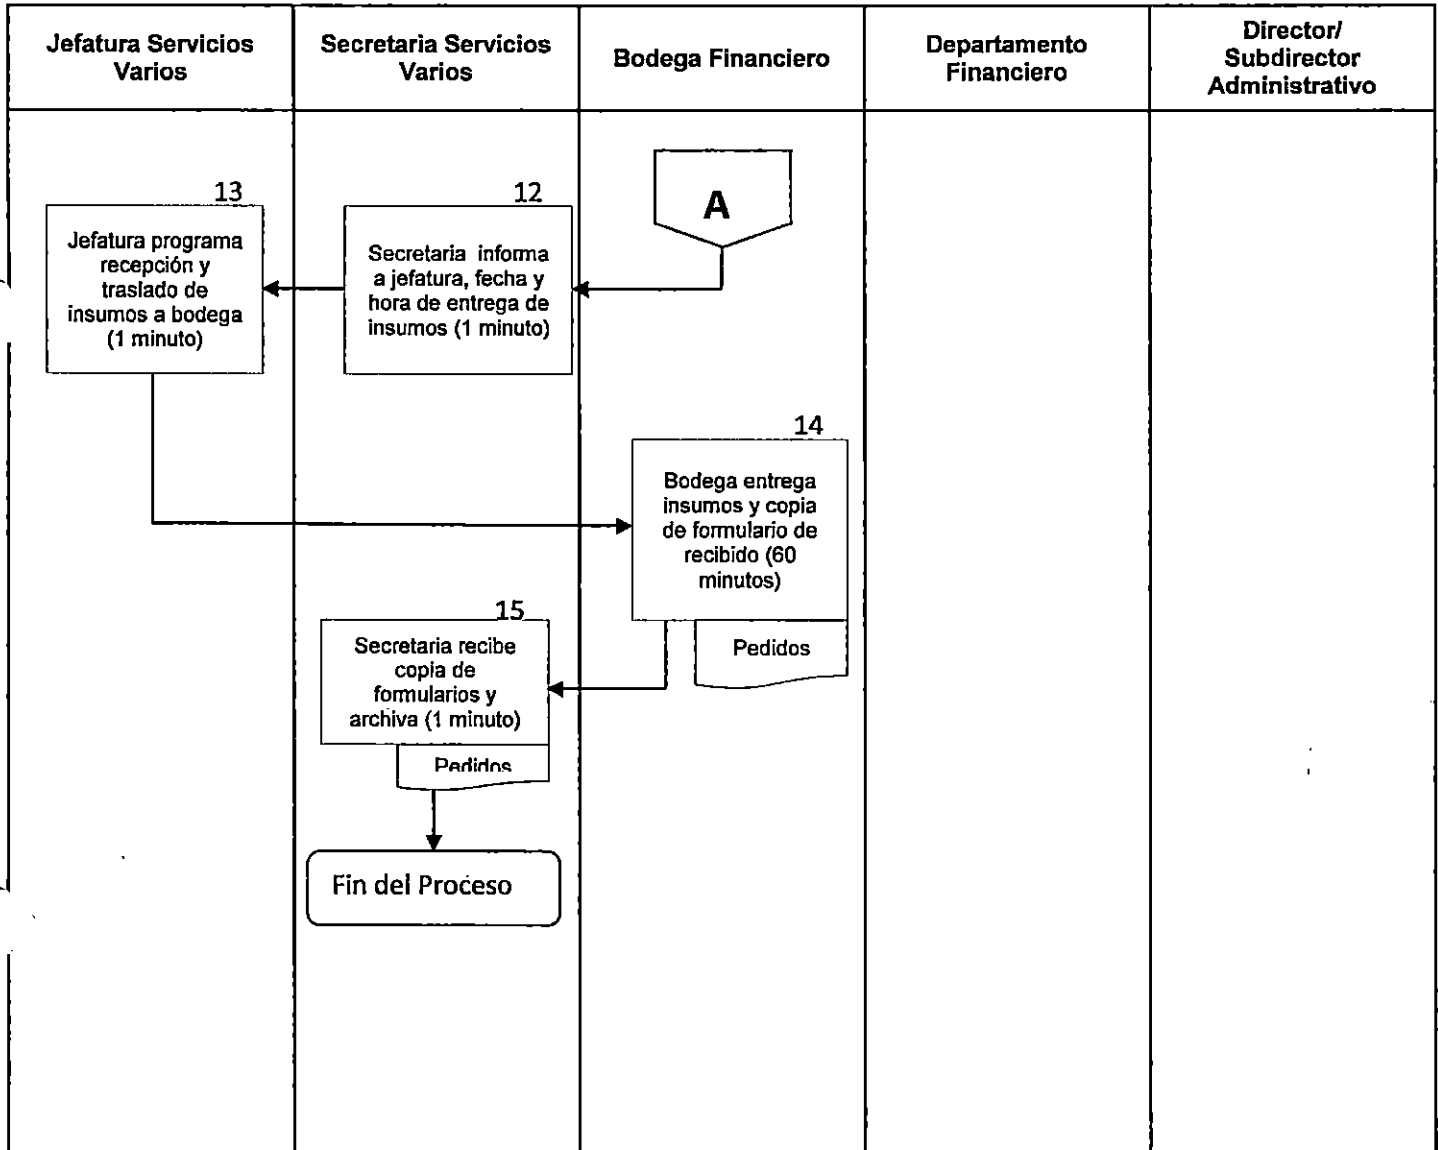 Jefatura Servicios
Varios
Secretaria Servicios
Varios
Bodega Financiero
Departamento
Financiero
Director/
Subdirector
Administrativo
A
13
Jefatura programa
recepción y
traslado de
insumos a bodega
(1 minuto)
12
Secretaria informa
a jefatura, fecha y
hora de entrega de
insumos (1 minuto)
14
Bodega entrega
insumos y copia
de formulario de
recibido (60
minutos)
Pedidos
15
Secretaria recibe
copia de
formularios y
archiva (1 minuto)
Pedidos
Fin del Proceso